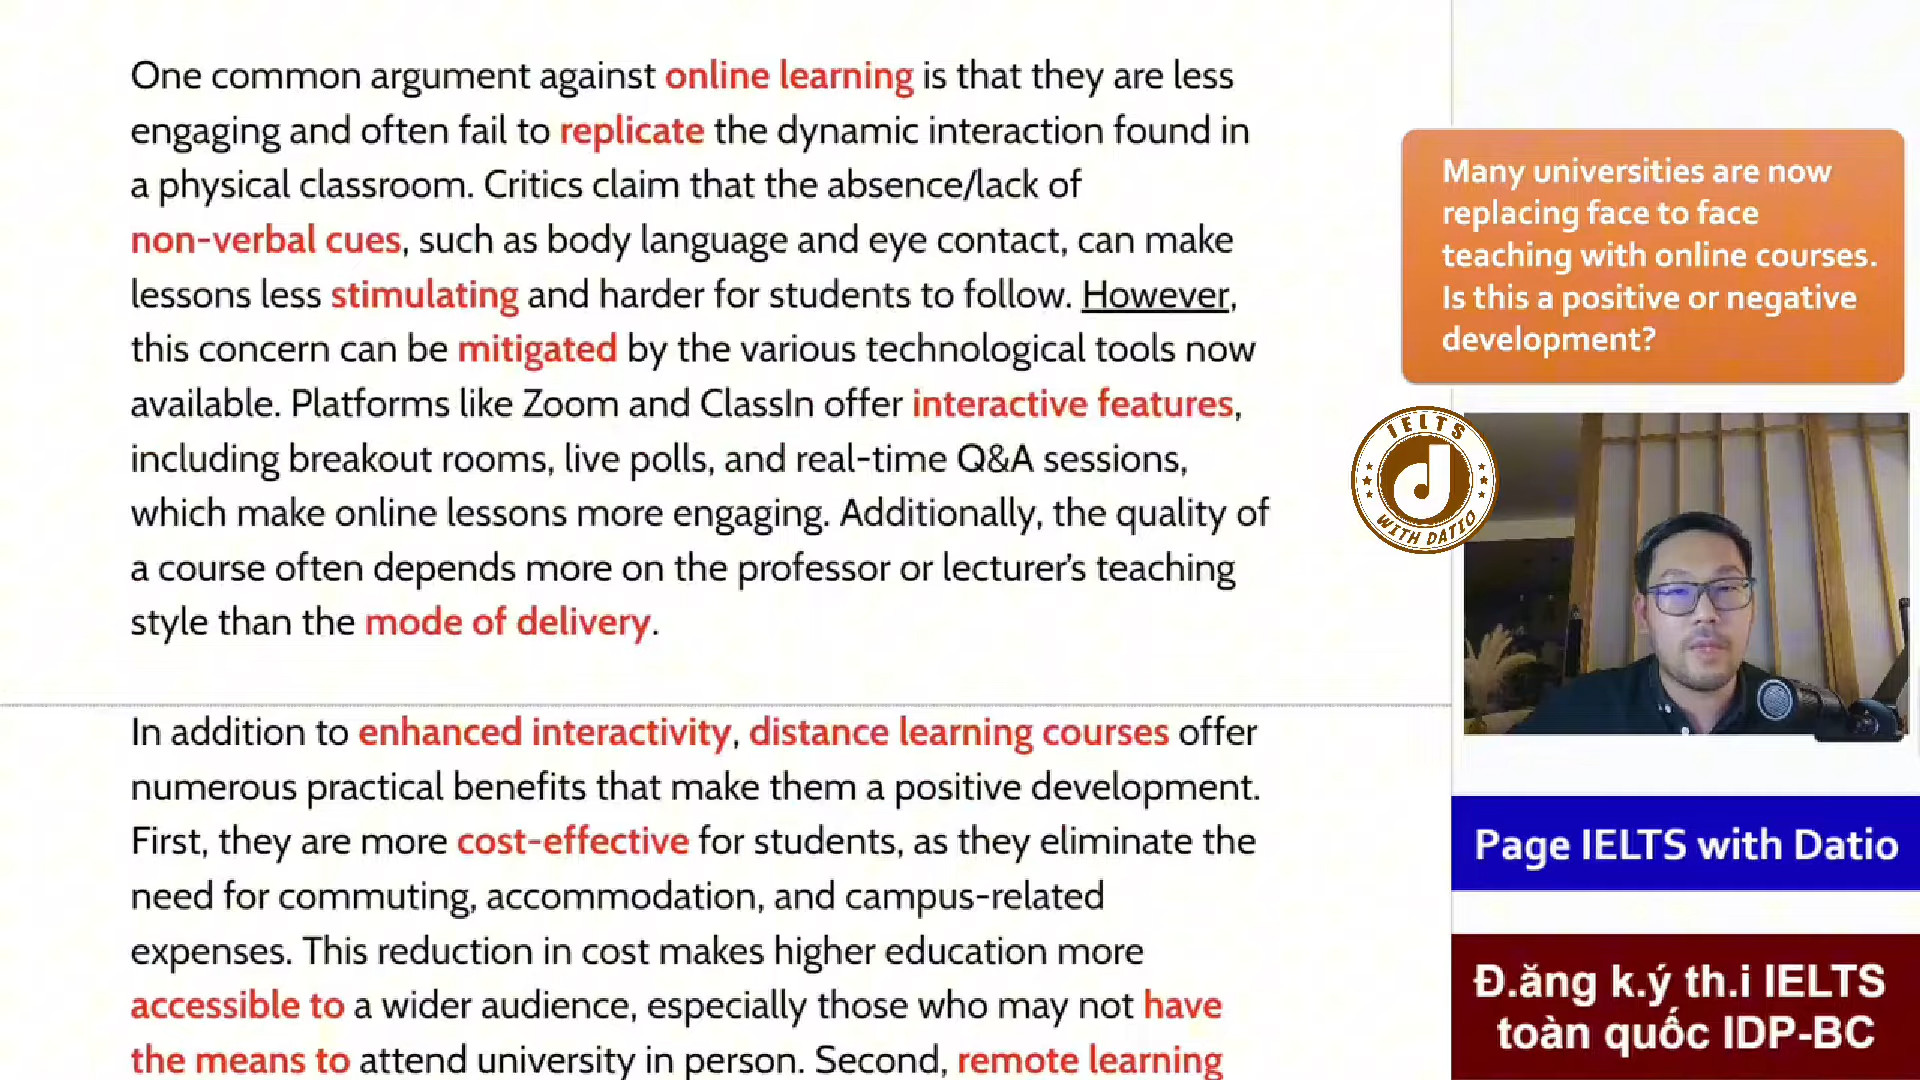 One common argument against online learning is that they are less
engaging and often fail to replicate the dynamic interaction found in
a physical classroom. Critics claim that the absence/lack of
non-verbal cues, such as body language and eye contact, can make
lessons less stimulating and harder for students to follow. However,
this concern can be mitigated by the various technological tools now
available. Platforms like Zoom and ClassIn offer interactive features,
including breakout rooms, live polls, and real-time Q&A sessions,
which make online lessons more engaging. Additionally, the quality of
a course often depends more on the professor or lecturer's teaching
style than the mode of delivery.
In addition to enhanced interactivity, distance learning courses offer
numerous practical benefits that make them a positive development.
First, they are more cost-effective for students, as they eliminate the
need for commuting, accommodation, and campus-related
expenses. This reduction in cost makes higher education more
accessible to a wider audience, especially those who may not have
the means to attend university in person. Second, remote learning
Many universities are now
replacing face to face
teaching with online courses.
Is this a positive or negative
development?
IELTS
d
WITH DATIO
Page IELTS with Datio
Đ.ăng k.ý th.i IELTS
toàn quốc IDP-BC